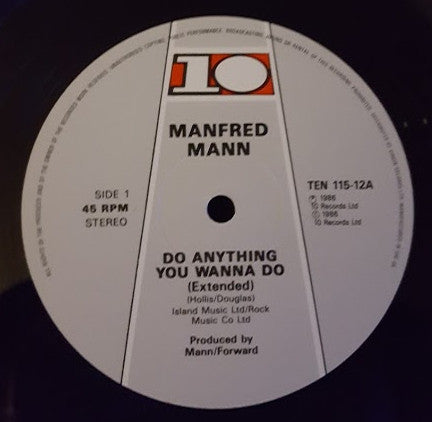 10
MANFRED
MANN
SIDE 1
45 RPM
STEREO
TEN 115-12A
Ⓟ 1986
10 Records Ltd
© 1986
10 Records Ltd
DO ANYTHING
YOU WANNA DO
(Extended)
(Hollis/Douglas)
Island Music Ltd/Rock
Music Co Ltd
Produced by
Mann/Forward